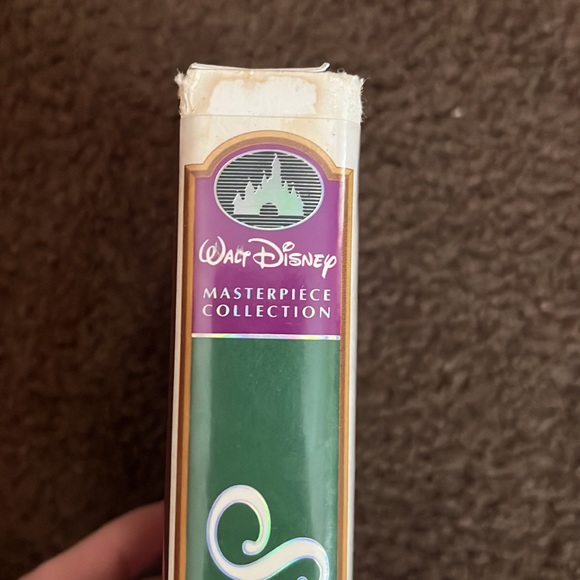 Walt Disney
MASTERPIECE
COLLECTION
S